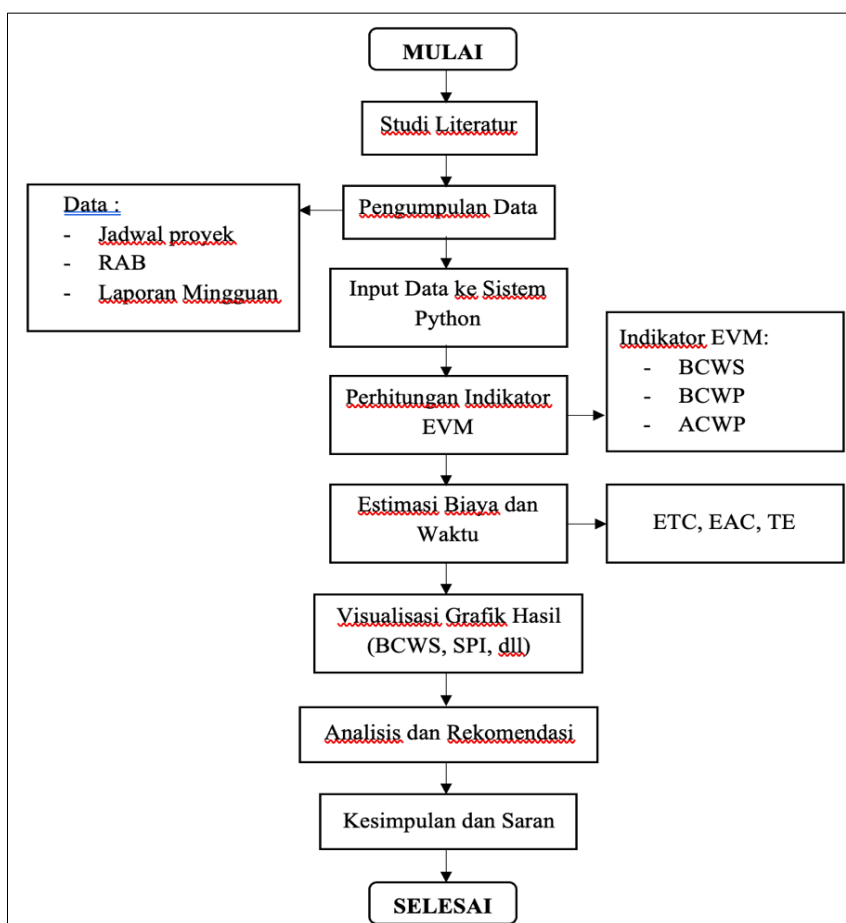 MULAI
Studi Literatur
Pengumpulan Data
Data :
- Jadwal proyek
- RAB
- Laporan Mingguan
Input Data ke Sistem
Python
Perhitungan Indikator
EVM
Indikator EVM:
- BCWS
- BCWP
- ACWP
Estimasi Biaya dan
Waktu
ETC, EAC, TE
Visualisasi Grafik Hasil
(BCWS, SPI, dll)
Analisis dan Rekomendasi
Kesimpulan dan Saran
SELESAI